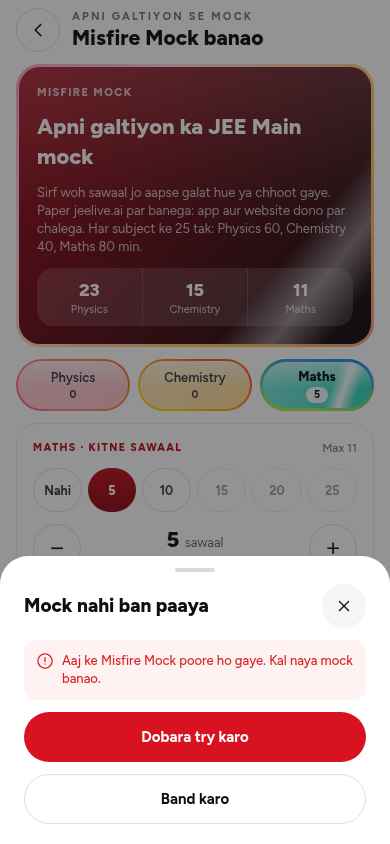 APNI GALTIYON SE MOCK
Misfire Mock banao
MISFIRE MOCK
Apni galtiyon ka JEE Main
mock
Sirf woh sawaal jo aapse galat hue ya chhoot gaye.
Paper jeelive.ai par banega: app aur website dono par
chalega. Har subject ke 25 tak: Physics 60, Chemistry
40, Maths 80 min.
23
Physics
15
Chemistry
11
Maths
Physics
0
Chemistry
0
Maths
5
MATHS · KITNE SAWAAL
Max 11
Nahi
5
10
15
20
25
−
5 sawaal
+
Mock nahi ban paaya
Aaj ke Misfire Mock poore ho gaye. Kal naya mock
banao.
Dobara try karo
Band karo